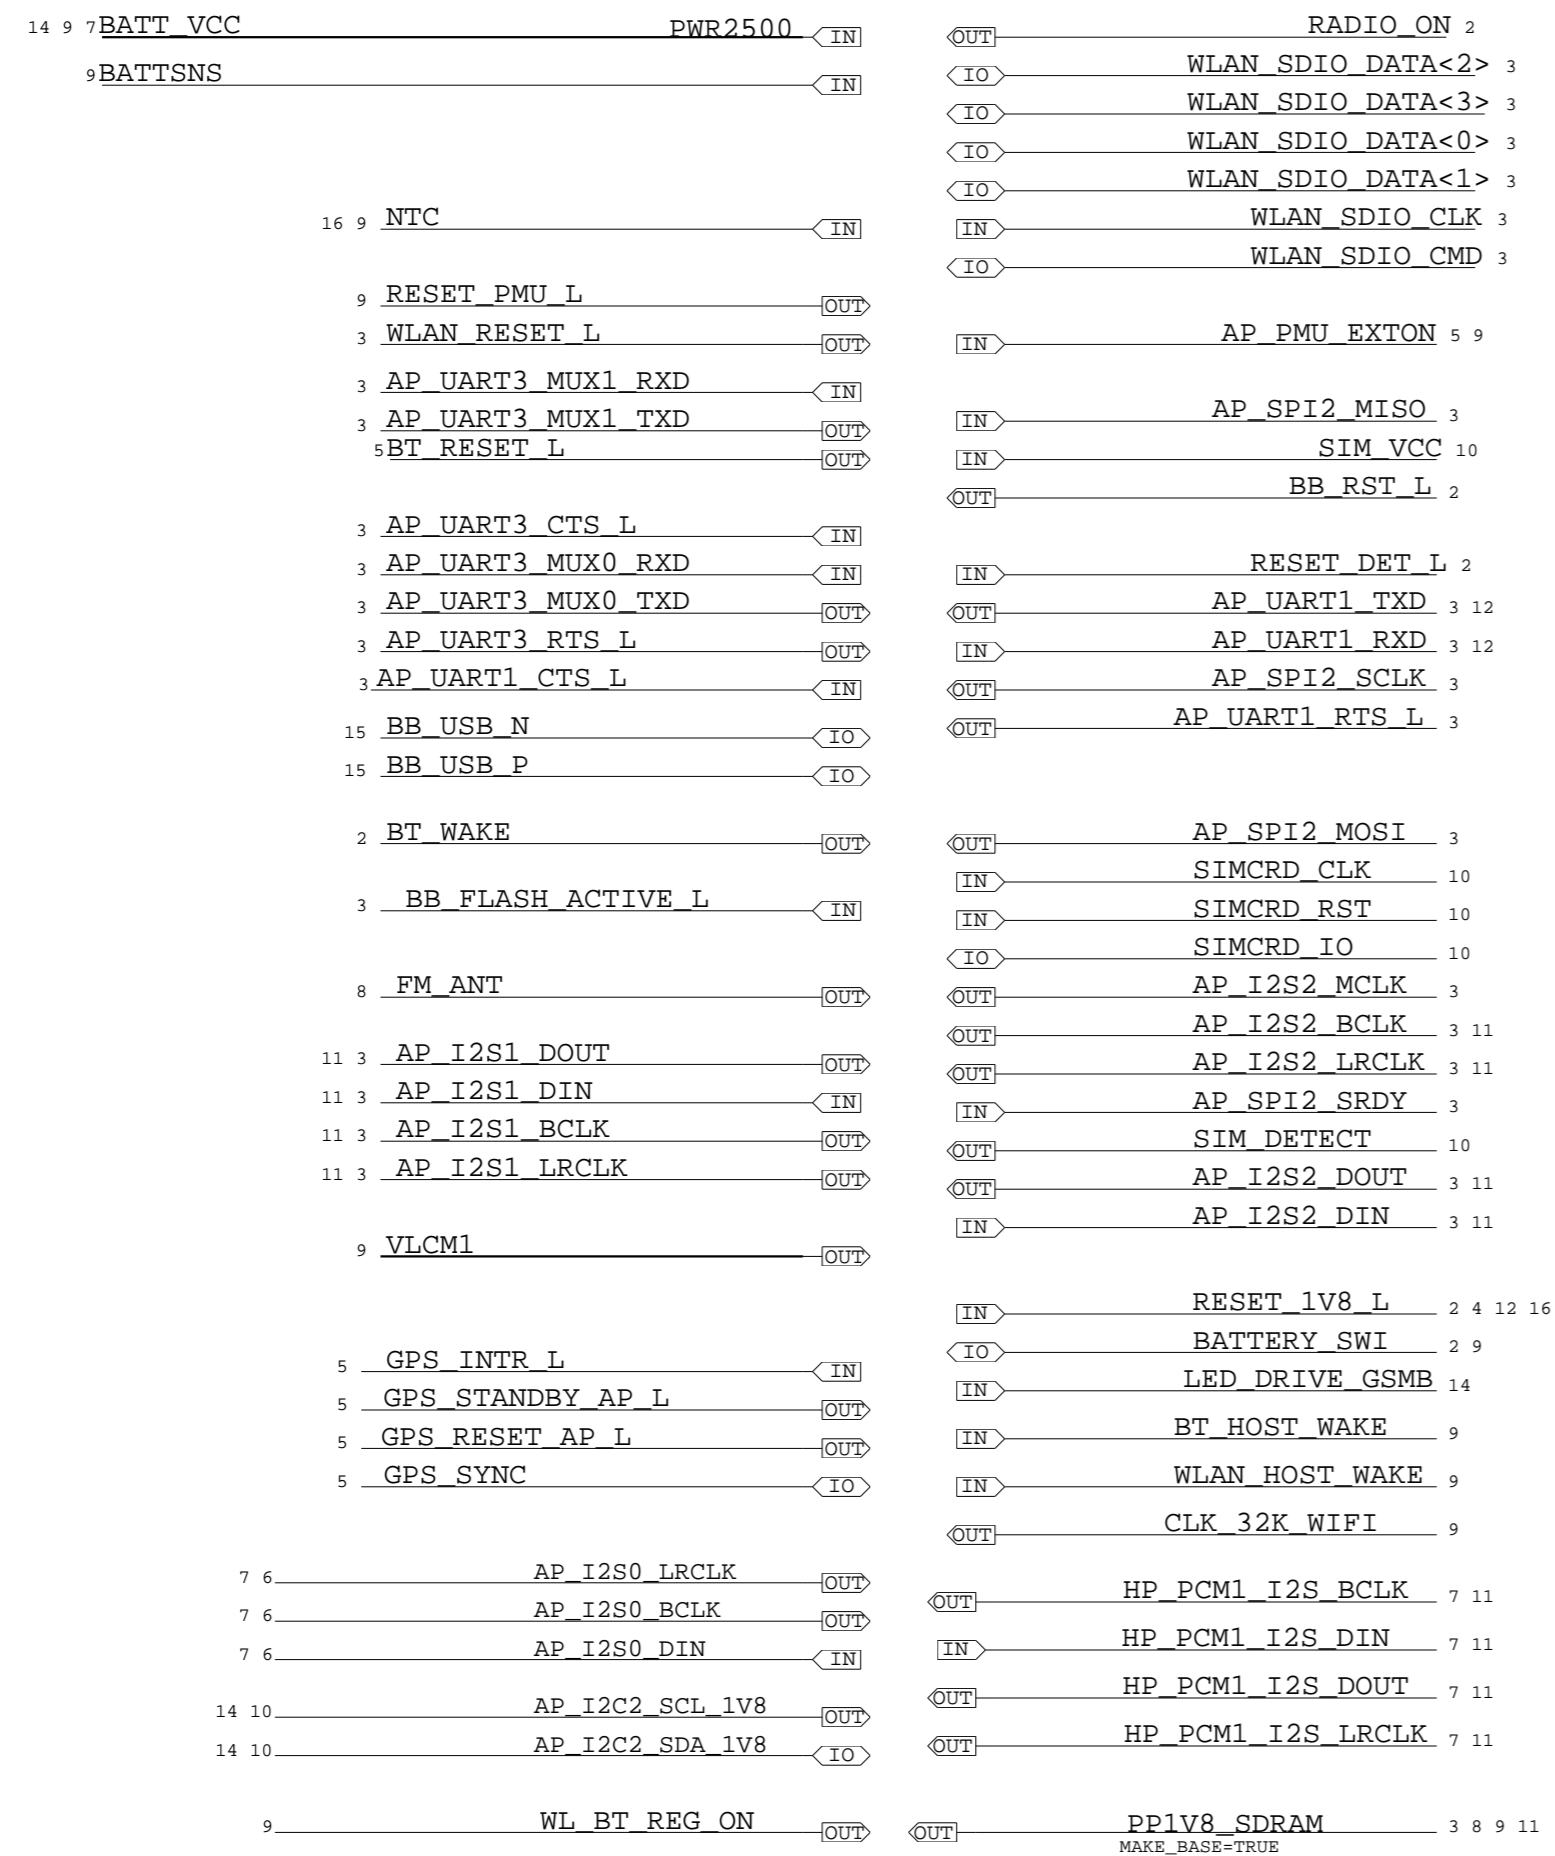 14 9 7 BATT_VCC PWR2500 IN OUT RADIO_ON 2
9 BATTSNS IN IO WLAN_SDIO_DATA<2> 3
IO WLAN_SDIO_DATA<3> 3
IO WLAN_SDIO_DATA<0> 3
IO WLAN_SDIO_DATA<1> 3
16 9 NTC IN IN WLAN_SDIO_CLK 3
IO WLAN_SDIO_CMD 3
9 RESET_PMU_L OUT
3 WLAN_RESET_L OUT IN AP_PMU_EXTON 5 9
3 AP_UART3_MUX1_RXD IN
3 AP_UART3_MUX1_TXD OUT IN AP_SPI2_MISO 3
5 BT_RESET_L OUT IN SIM_VCC 10
OUT BB_RST_L 2
3 AP_UART3_CTS_L IN
3 AP_UART3_MUX0_RXD IN IN RESET_DET_L 2
3 AP_UART3_MUX0_TXD OUT OUT AP_UART1_TXD 3 12
3 AP_UART3_RTS_L OUT IN AP_UART1_RXD 3 12
3 AP_UART1_CTS_L IN OUT AP_SPI2_SCLK 3
15 BB_USB_N IO OUT AP_UART1_RTS_L 3
15 BB_USB_P IO
2 BT_WAKE OUT OUT AP_SPI2_MOSI 3
IN SIMCRD_CLK 10
3 BB_FLASH_ACTIVE_L IN IN SIMCRD_RST 10
IO SIMCRD_IO 10
8 FM_ANT OUT OUT AP_I2S2_MCLK 3
OUT AP_I2S2_BCLK 3 11
11 3 AP_I2S1_DOUT OUT OUT AP_I2S2_LRCLK 3 11
11 3 AP_I2S1_DIN IN IN AP_SPI2_SRDY 3
11 3 AP_I2S1_BCLK OUT OUT SIM_DETECT 10
11 3 AP_I2S1_LRCLK OUT OUT AP_I2S2_DOUT 3 11
IN AP_I2S2_DIN 3 11
9 VLCM1 OUT
IN RESET_1V8_L 2 4 12 16
IO BATTERY_SWI 2 9
5 GPS_INTR_L IN IN LED_DRIVE_GSMB 14
5 GPS_STANDBY_AP_L OUT
5 GPS_RESET_AP_L OUT IN BT_HOST_WAKE 9
5 GPS_SYNC IO IN WLAN_HOST_WAKE 9
OUT CLK_32K_WIFI 9
7 6 AP_I2S0_LRCLK OUT OUT HP_PCM1_I2S_BCLK 7 11
7 6 AP_I2S0_BCLK OUT
7 6 AP_I2S0_DIN IN IN HP_PCM1_I2S_DIN 7 11
14 10 AP_I2C2_SCL_1V8 OUT OUT HP_PCM1_I2S_DOUT 7 11
14 10 AP_I2C2_SDA_1V8 IO OUT HP_PCM1_I2S_LRCLK 7 11
9 WL_BT_REG_ON OUT OUT PP1V8_SDRAM 3 8 9 11
MAKE_BASE=TRUE